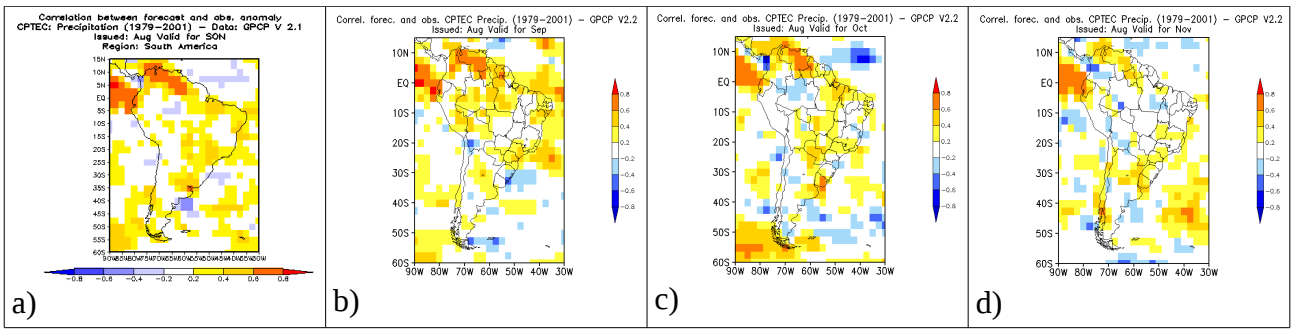 Correlation between forecast and obs. anomaly
CPTEC: Precipitation (1979−2001) − Data: GPCP V 2.1
Issued: Aug Valid for SON
Region: South America
15N
10N
5N
EQ
5S
10S
15S
20S
25S
30S
35S
40S
45S
50S
55S
60S
−0.8 −0.6 −0.4 −0.2 0.2 0.4 0.6 0.8
a)
Correl. forec. and obs. CPTEC Precip. (1979−2001) − GPCP V2.2
Issued: Aug Valid for Sep
10N
EQ
10S
20S
30S
40S
50S
60S
90W 80W 70W 60W 50W 40W 30W
0.8
0.6
0.4
0.2
−0.2
−0.4
−0.6
−0.8
b)
Correl. forec. and obs. CPTEC Precip. (1979−2001) − GPCP V2.2
Issued: Aug Valid for Oct
10N
EQ
10S
20S
30S
40S
50S
60S
90W 80W 70W 60W 50W 40W 30W
0.8
0.6
0.4
0.2
−0.2
−0.4
−0.6
−0.8
c)
Correl. forec. and obs. CPTEC Precip. (1979−2001) − GPCP V2.2
Issued: Aug Valid for Nov
10N
EQ
10S
20S
30S
40S
50S
60S
90W 80W 70W 60W 50W 40W 30W
0.8
0.6
0.4
0.2
−0.2
−0.4
−0.6
−0.8
d)